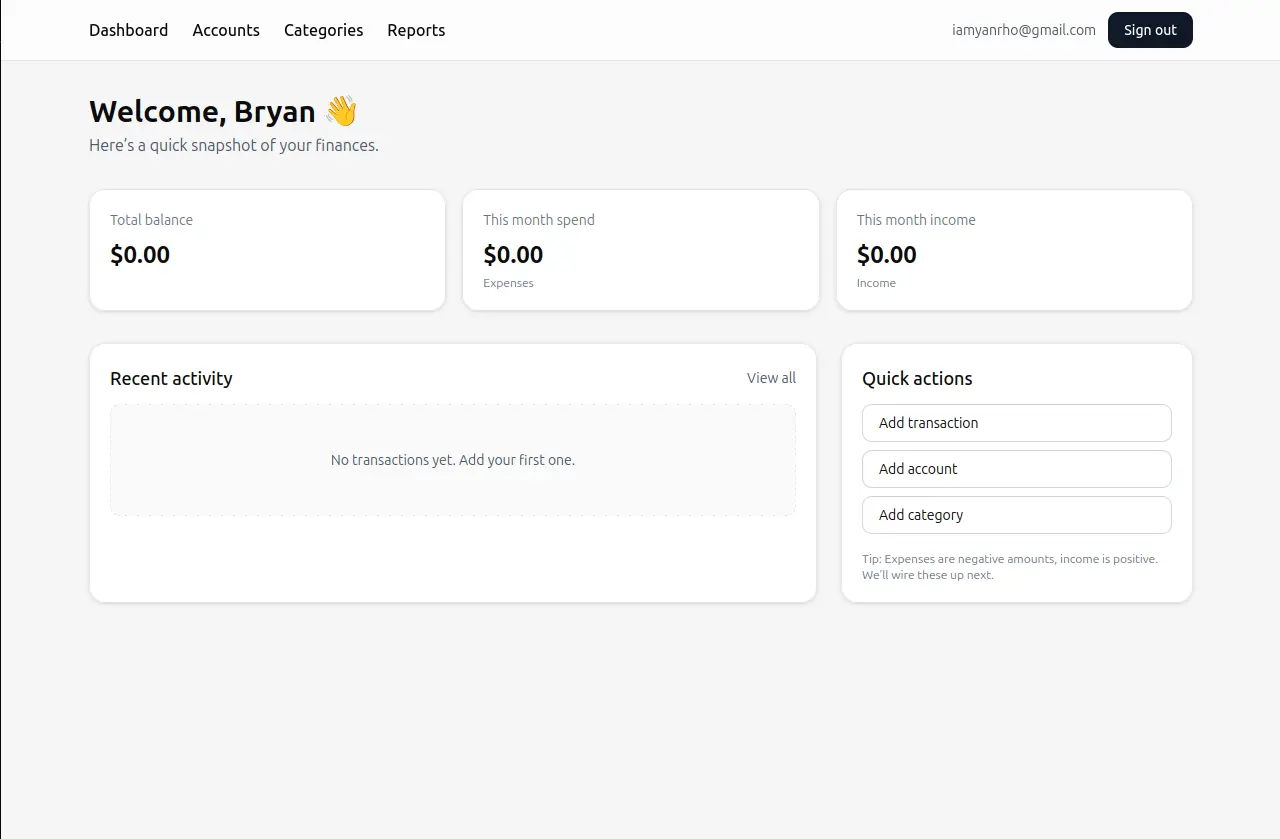 Dashboard Accounts Categories Reports iamyanrho@gmail.com Sign out
Welcome, Bryan 👋
Here’s a quick snapshot of your finances.
Total balance
$0.00
This month spend
$0.00
Expenses
This month income
$0.00
Income
Recent activity View all
No transactions yet. Add your first one.
Quick actions
Add transaction
Add account
Add category
Tip: Expenses are negative amounts, income is positive.
We’ll wire these up next.